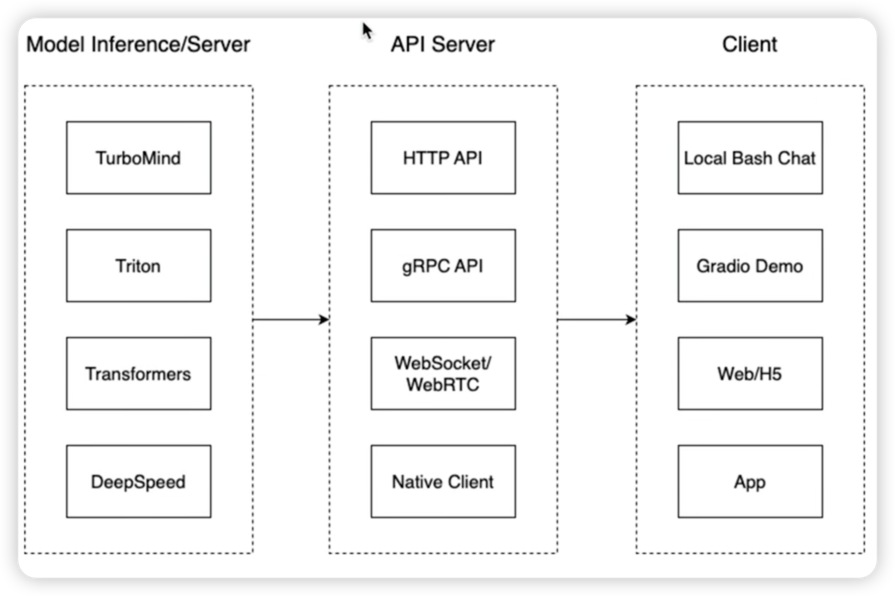 Model Inference/Server
API Server
Client
TurboMind
Triton
Transformers
DeepSpeed
HTTP API
gRPC API
WebSocket/
WebRTC
Native Client
Local Bash Chat
Gradio Demo
Web/H5
App